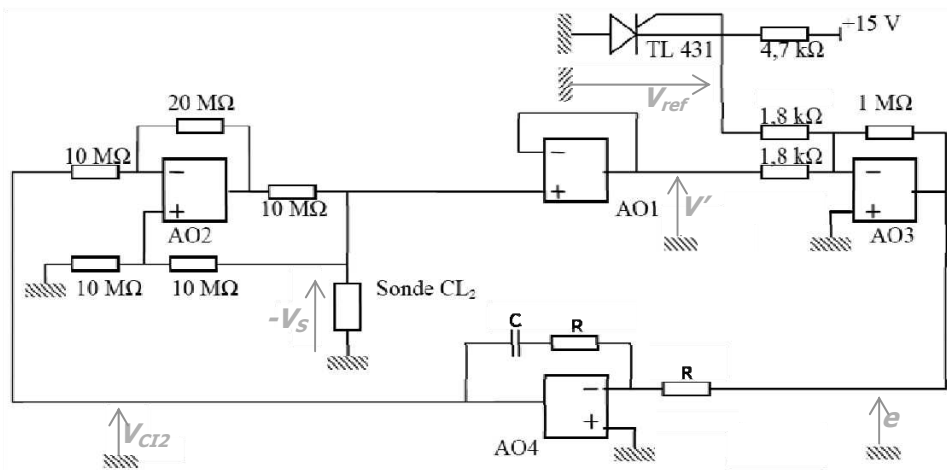 +15 V
TL 431
4,7 kΩ
Vref
20 MΩ
1,8 kΩ
1 MΩ
10 MΩ
1,8 kΩ
−
−
−
+
10 MΩ
+
+
AO2
AO1
V'
AO3
10 MΩ
10 MΩ
Sonde CL2
-VS
C
R
R
−
+
VCI2
AO4
e